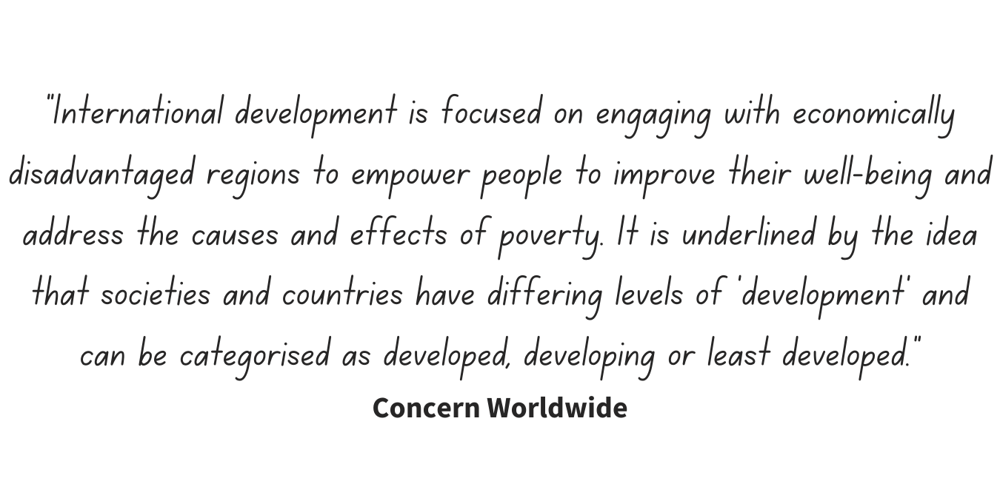 "International development is focused on engaging with economically
disadvantaged regions to empower people to improve their well-being and
address the causes and effects of poverty. It is underlined by the idea
that societies and countries have differing levels of 'development' and
can be categorised as developed, developing or least developed."
Concern Worldwide